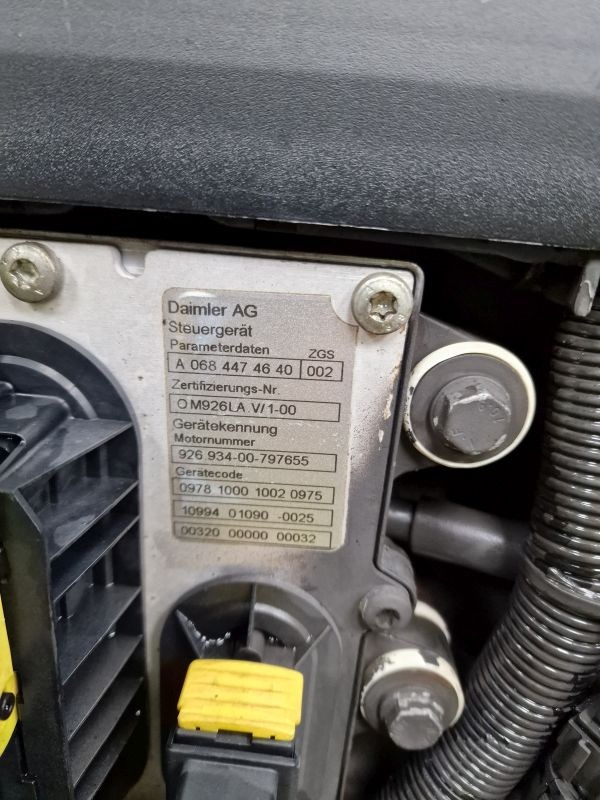 Daimler AG
Steuergerät
Parameterdaten ZGS
A 068 447 46 40 002
Zertifizierungs-Nr.
O M926LA .V/1-00
Gerätekennung
Motornummer
926 934-00-797655
Gerätecode
0978 1000 1002 0975
10994 01090 -0025
00320 00000 00032